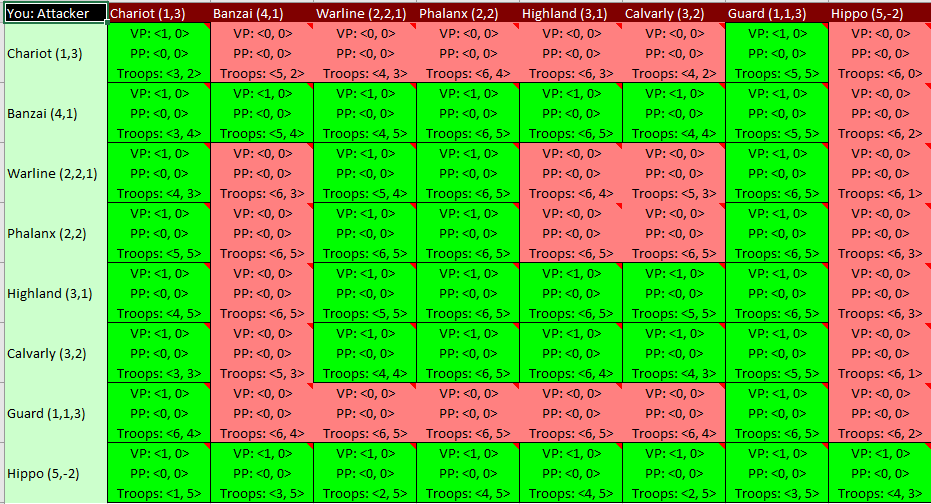 You: Attacker Chariot (1,3) Banzai (4,1) Warline (2,2,1) Phalanx (2,2) Highland (3,1) Calvarly (3,2) Guard (1,1,3) Hippo (5,-2)
VP: <1, 0> VP: <0, 0> VP: <0, 0> VP: <0, 0> VP: <0, 0> VP: <0, 0> VP: <1, 0> VP: <0, 0>
Chariot (1,3) PP: <0, 0> PP: <0, 0> PP: <0, 0> PP: <0, 0> PP: <0, 0> PP: <0, 0> PP: <0, 0> PP: <0, 0>
Troops: <3, 2> Troops: <5, 2> Troops: <4, 3> Troops: <6, 4> Troops: <6, 3> Troops: <4, 2> Troops: <5, 5> Troops: <6, 0>
VP: <1, 0> VP: <1, 0> VP: <1, 0> VP: <1, 0> VP: <1, 0> VP: <1, 0> VP: <1, 0> VP: <0, 0>
Banzai (4,1) PP: <0, 0> PP: <0, 0> PP: <0, 0> PP: <0, 0> PP: <0, 0> PP: <0, 0> PP: <0, 0> PP: <0, 0>
Troops: <3, 4> Troops: <5, 4> Troops: <4, 5> Troops: <6, 5> Troops: <6, 5> Troops: <4, 4> Troops: <5, 5> Troops: <6, 2>
VP: <1, 0> VP: <0, 0> VP: <1, 0> VP: <1, 0> VP: <0, 0> VP: <0, 0> VP: <1, 0> VP: <0, 0>
Warline (2,2,1) PP: <0, 0> PP: <0, 0> PP: <0, 0> PP: <0, 0> PP: <0, 0> PP: <0, 0> PP: <0, 0> PP: <0, 0>
Troops: <4, 3> Troops: <6, 3> Troops: <5, 4> Troops: <6, 5> Troops: <6, 4> Troops: <5, 3> Troops: <6, 5> Troops: <6, 1>
VP: <1, 0> VP: <0, 0> VP: <1, 0> VP: <1, 0> VP: <0, 0> VP: <0, 0> VP: <1, 0> VP: <0, 0>
Phalanx (2,2) PP: <0, 0> PP: <0, 0> PP: <0, 0> PP: <0, 0> PP: <0, 0> PP: <0, 0> PP: <0, 0> PP: <0, 0>
Troops: <5, 5> Troops: <6, 5> Troops: <6, 5> Troops: <6, 5> Troops: <6, 5> Troops: <6, 5> Troops: <6, 5> Troops: <6, 3>
VP: <1, 0> VP: <0, 0> VP: <1, 0> VP: <1, 0> VP: <1, 0> VP: <1, 0> VP: <1, 0> VP: <0, 0>
Highland (3,1) PP: <0, 0> PP: <0, 0> PP: <0, 0> PP: <0, 0> PP: <0, 0> PP: <0, 0> PP: <0, 0> PP: <0, 0>
Troops: <4, 5> Troops: <6, 5> Troops: <5, 5> Troops: <6, 5> Troops: <6, 5> Troops: <5, 5> Troops: <6, 5> Troops: <6, 3>
VP: <1, 0> VP: <0, 0> VP: <1, 0> VP: <1, 0> VP: <1, 0> VP: <1, 0> VP: <1, 0> VP: <0, 0>
Calvarly (3,2) PP: <0, 0> PP: <0, 0> PP: <0, 0> PP: <0, 0> PP: <0, 0> PP: <0, 0> PP: <0, 0> PP: <0, 0>
Troops: <3, 3> Troops: <5, 3> Troops: <4, 4> Troops: <6, 5> Troops: <6, 4> Troops: <4, 3> Troops: <5, 5> Troops: <6, 1>
VP: <1, 0> VP: <0, 0> VP: <0, 0> VP: <0, 0> VP: <0, 0> VP: <0, 0> VP: <1, 0> VP: <0, 0>
Guard (1,1,3) PP: <0, 0> PP: <0, 0> PP: <0, 0> PP: <0, 0> PP: <0, 0> PP: <0, 0> PP: <0, 0> PP: <0, 0>
Troops: <6, 4> Troops: <6, 4> Troops: <6, 5> Troops: <6, 5> Troops: <6, 5> Troops: <6, 4> Troops: <6, 5> Troops: <6, 2>
VP: <1, 0> VP: <1, 0> VP: <1, 0> VP: <1, 0> VP: <1, 0> VP: <1, 0> VP: <1, 0> VP: <1, 0>
Hippo (5,-2) PP: <0, 0> PP: <0, 0> PP: <0, 0> PP: <0, 0> PP: <0, 0> PP: <0, 0> PP: <0, 0> PP: <0, 0>
Troops: <1, 5> Troops: <3, 5> Troops: <2, 5> Troops: <4, 5> Troops: <4, 5> Troops: <2, 5> Troops: <3, 5> Troops: <4, 3>